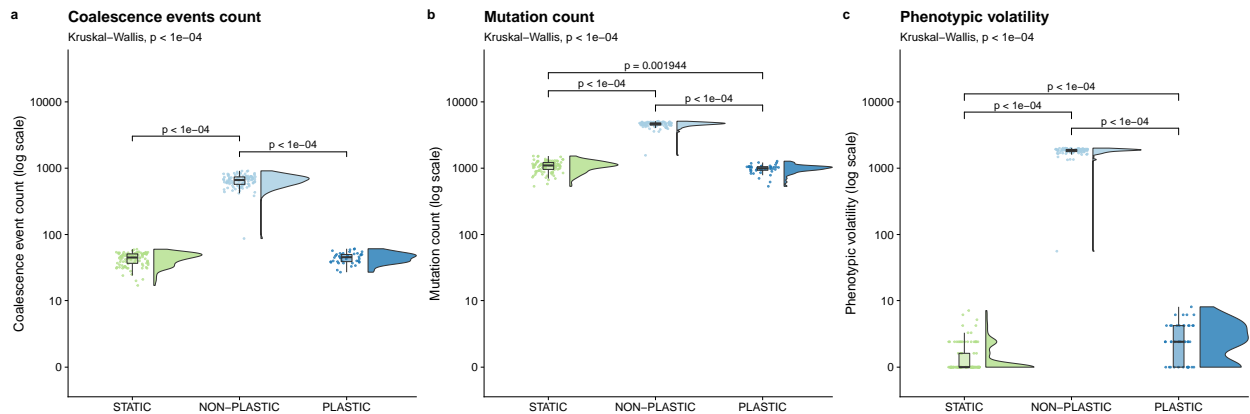 a Coalescence events count
Kruskal−Wallis, p < 1e−04
Coalescence event count (log scale)
10000
1000
100
10
0
p < 1e−04
p < 1e−04
STATIC NON−PLASTIC PLASTIC
b Mutation count
Kruskal−Wallis, p < 1e−04
Mutation count (log scale)
10000
1000
100
10
0
p = 0.001944
p < 1e−04
p < 1e−04
STATIC NON−PLASTIC PLASTIC
c Phenotypic volatility
Kruskal−Wallis, p < 1e−04
Phenotypic volatility (log scale)
10000
1000
100
10
0
p < 1e−04
p < 1e−04
p < 1e−04
STATIC NON−PLASTIC PLASTIC